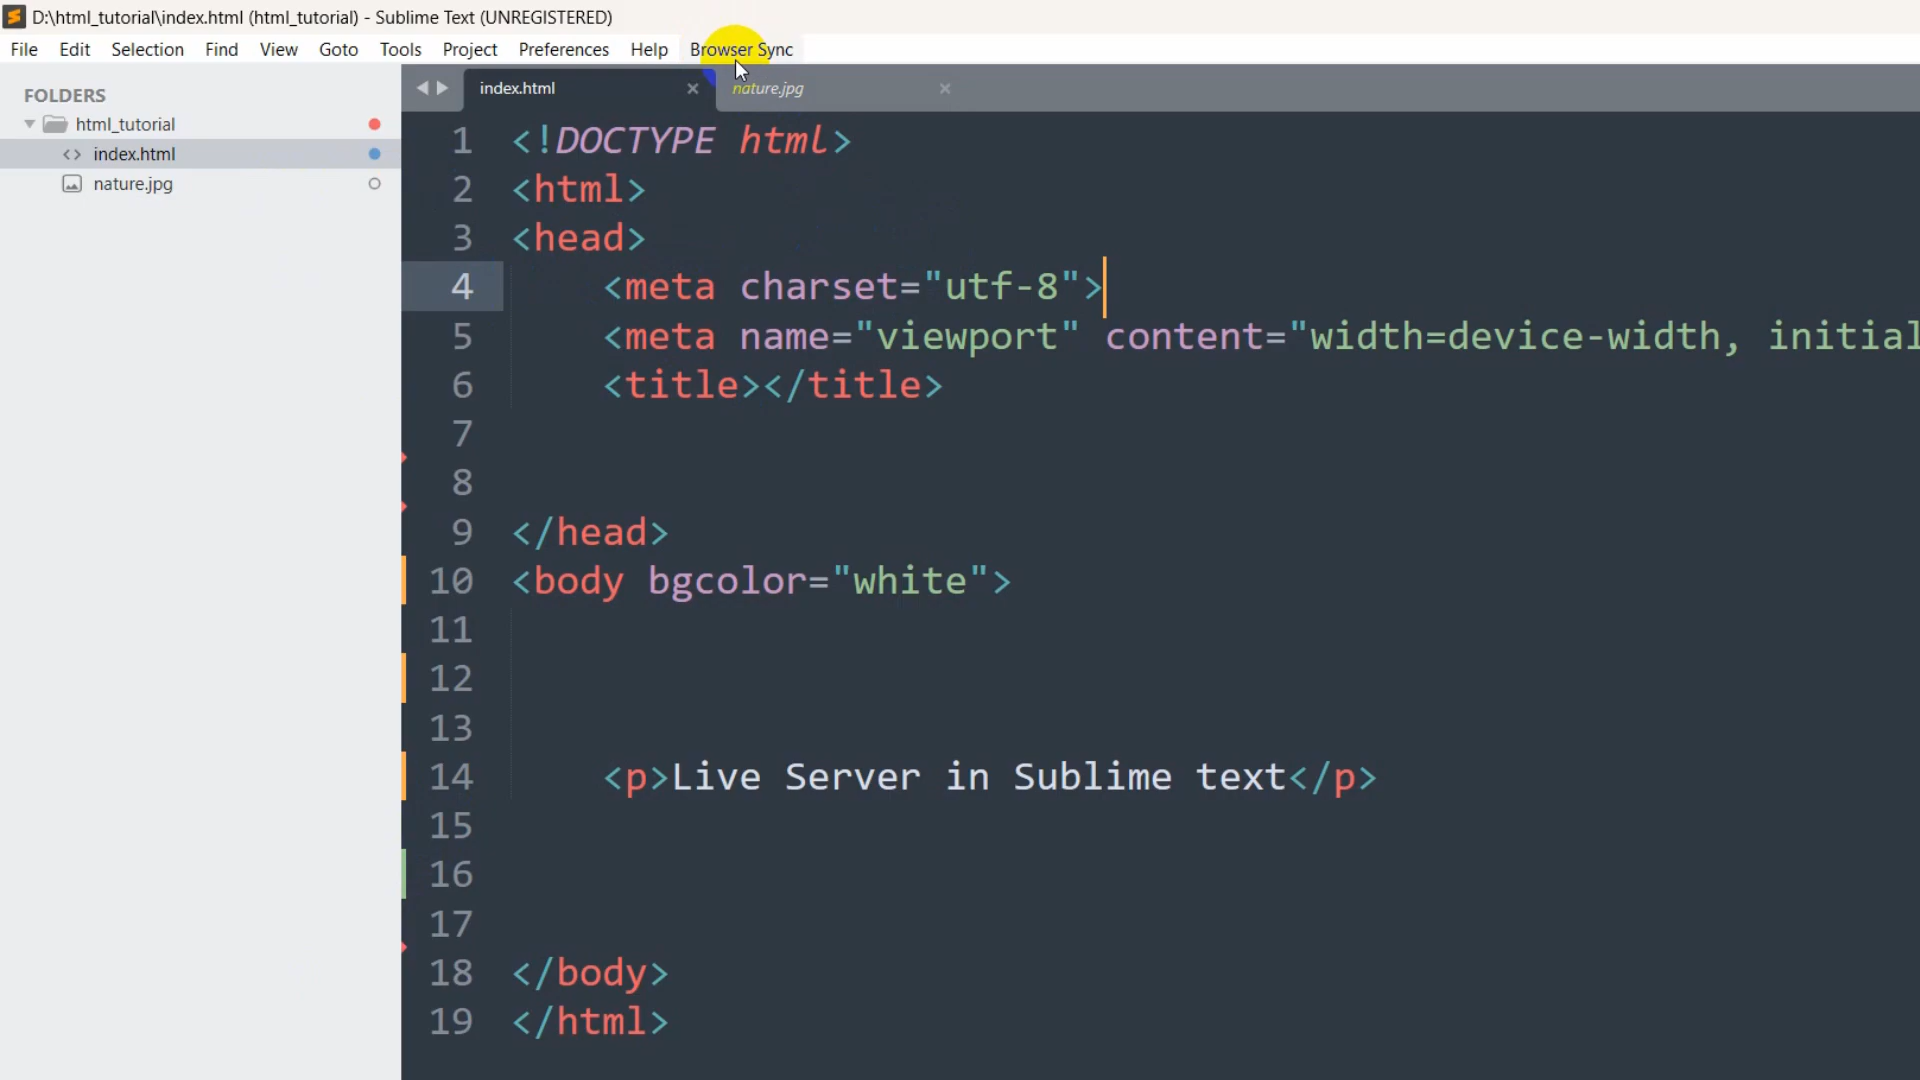 D:\html_tutorial\index.html (html_tutorial) - Sublime Text (UNREGISTERED)
File Edit Selection Find View Goto Tools Project Preferences Help Browser Sync
FOLDERS
html_tutorial
<> index.html
nature.jpg
index.html nature.jpg
1 <!DOCTYPE html>
2 <html>
3 <head>
4 <meta charset="utf-8">
5 <meta name="viewport" content="width=device-width, initial
6 <title></title>
7
8
9 </head>
10 <body bgcolor="white">
11
12
13
14 <p>Live Server in Sublime text</p>
15
16
17
18 </body>
19 </html>